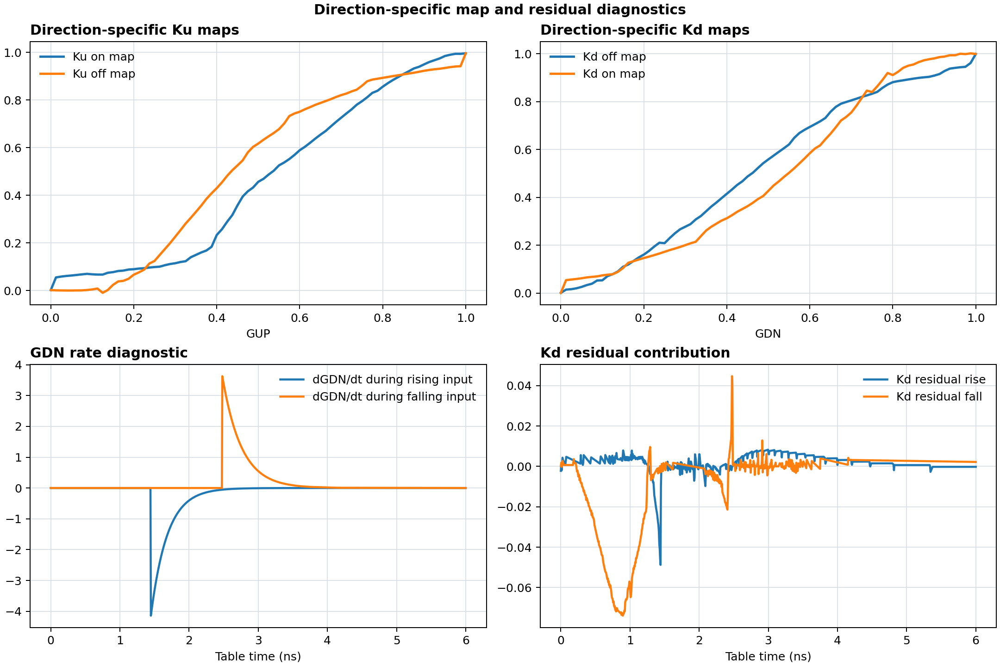 Direction-specific map and residual diagnostics
Direction-specific Ku maps
Ku on map
Ku off map
1.0
0.8
0.6
0.4
0.2
0.0
0.0 0.2 0.4 0.6 0.8 1.0
GUP
Direction-specific Kd maps
Kd off map
Kd on map
1.0
0.8
0.6
0.4
0.2
0.0
0.0 0.2 0.4 0.6 0.8 1.0
GDN
GDN rate diagnostic
dGDN/dt during rising input
dGDN/dt during falling input
4
3
2
1
0
−1
−2
−3
−4
0 1 2 3 4 5 6
Table time (ns)
Kd residual contribution
Kd residual rise
Kd residual fall
0.04
0.02
0.00
−0.02
−0.04
−0.06
0 1 2 3 4 5 6
Table time (ns)